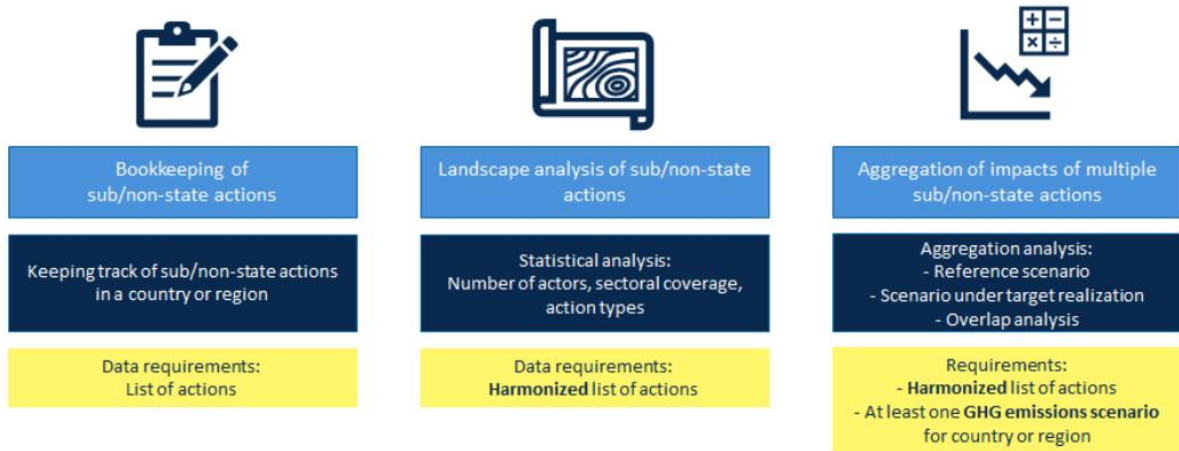 Bookkeeping of
sub/non-state actions
Keeping track of sub/non-state actions
in a country or region
Data requirements:
List of actions
Landscape analysis of sub/non-state
actions
Statistical analysis:
Number of actors, sectoral coverage,
action types
Data requirements:
Harmonized list of actions
+ −
× ÷
Aggregation of impacts of multiple
sub/non-state actions
Aggregation analysis:
- Reference scenario
- Scenario under target realization
- Overlap analysis
Requirements:
- Harmonized list of actions
- At least one GHG emissions scenario
for country or region